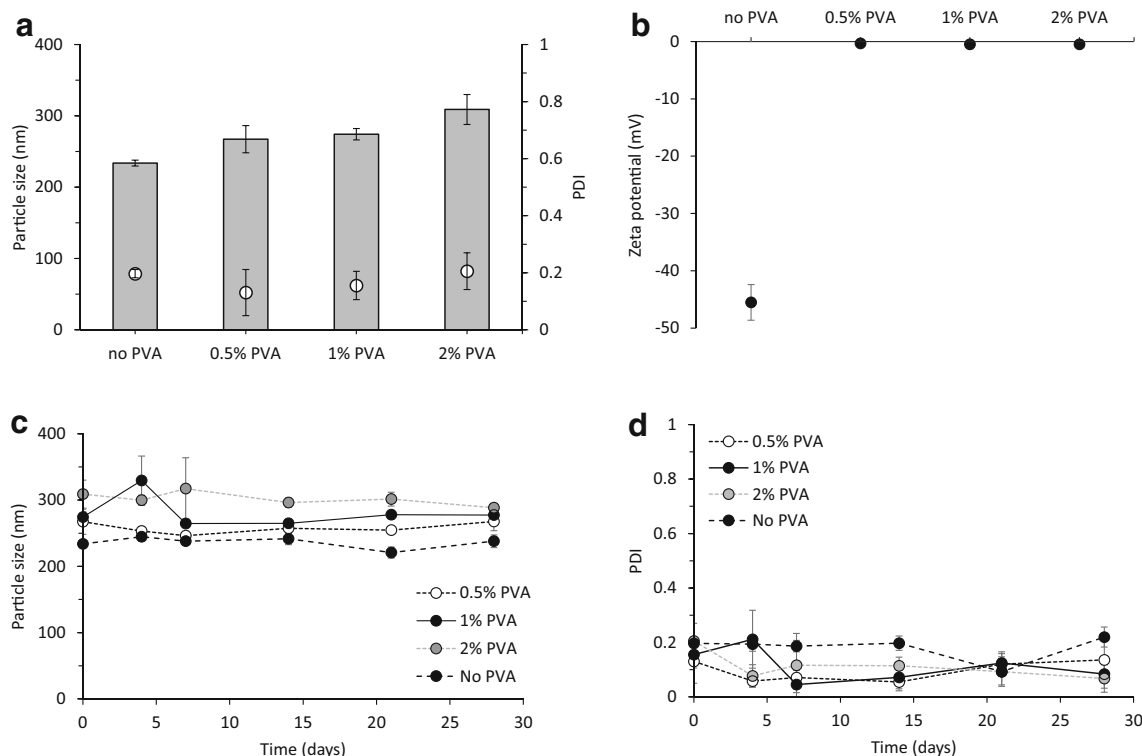 a
400
300
200
100
0
Particle size (nm)
1
0.8
0.6
0.4
0.2
0
PDI
no PVA 0.5% PVA 1% PVA 2% PVA
b
no PVA 0.5% PVA 1% PVA 2% PVA
0
-10
-20
-30
-40
-50
Zeta potential (mV)
c
400
300
200
100
0
Particle size (nm)
0.5% PVA
1% PVA
2% PVA
No PVA
0 5 10 15 20 25 30
Time (days)
d
1
0.8
0.6
0.4
0.2
0
PDI
0.5% PVA
1% PVA
2% PVA
No PVA
0 5 10 15 20 25 30
Time (days)